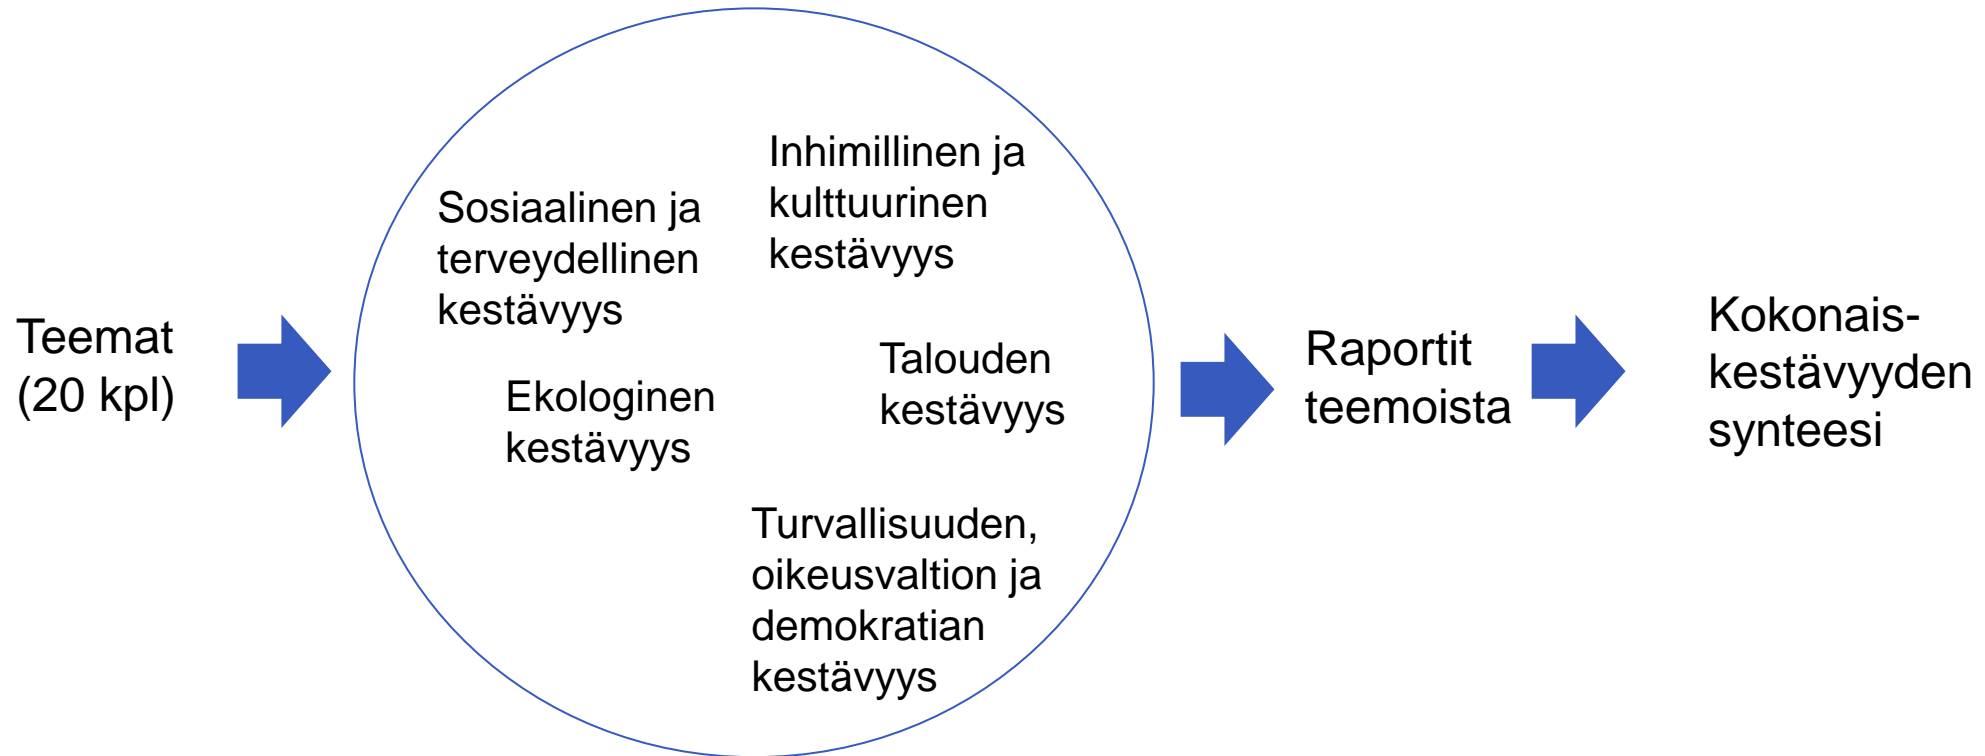 Teemat
(20 kpl)
Sosiaalinen ja
terveydellinen
kestävyys
Inhimillinen ja
kulttuurinen
kestävyys
Ekologinen
kestävyys
Talouden
kestävyys
Turvallisuuden,
oikeusvaltion ja
demokratian
kestävyys
Raportit
teemoista
Kokonais-
kestävyyden
synteesi